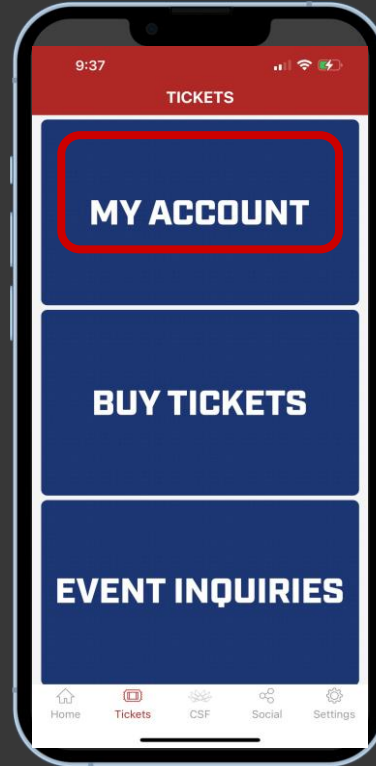 9:37
TICKETS
MY ACCOUNT
BUY TICKETS
EVENT INQUIRIES
Home Tickets CSF Social Settings